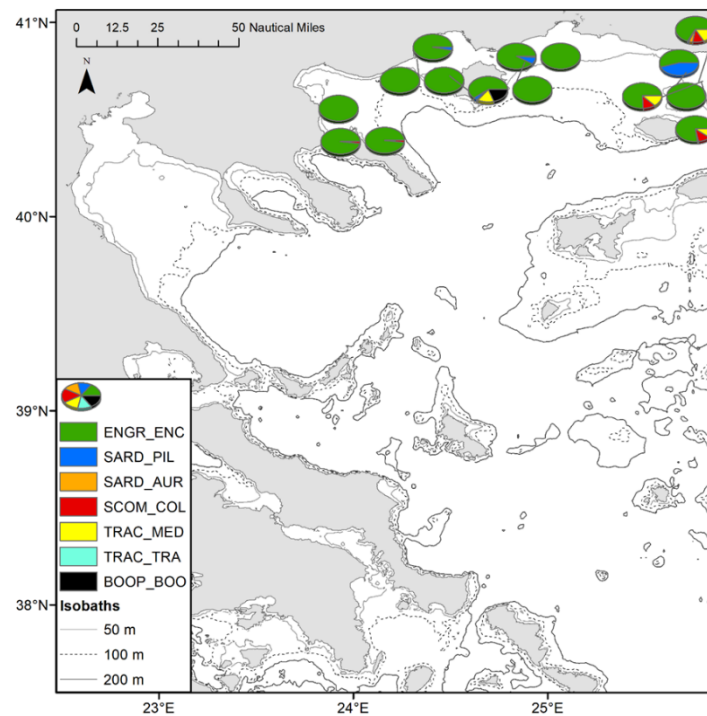 41°N
0 12.5 25 50 Nautical Miles
N
40°N
39°N
ENGR_ENC
SARD_PIL
SARD_AUR
SCOM_COL
TRAC_MED
TRAC_TRA
BOOP_BOO
Isobaths
50 m
100 m
200 m
38°N
23°E 24°E 25°E